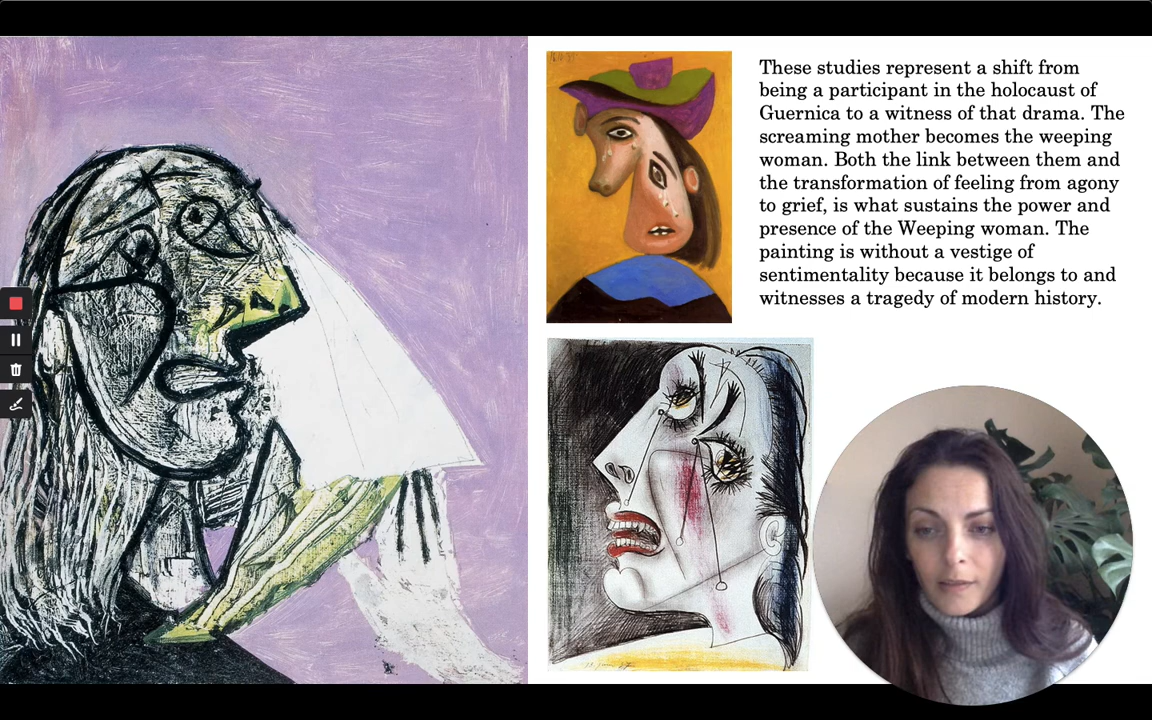 These studies represent a shift from
being a participant in the holocaust of
Guernica to a witness of that drama. The
screaming mother becomes the weeping
woman. Both the link between them and
the transformation of feeling from agony
to grief, is what sustains the power and
presence of the Weeping woman. The
painting is without a vestige of
sentimentality because it belongs to and
witnesses a tragedy of modern history.